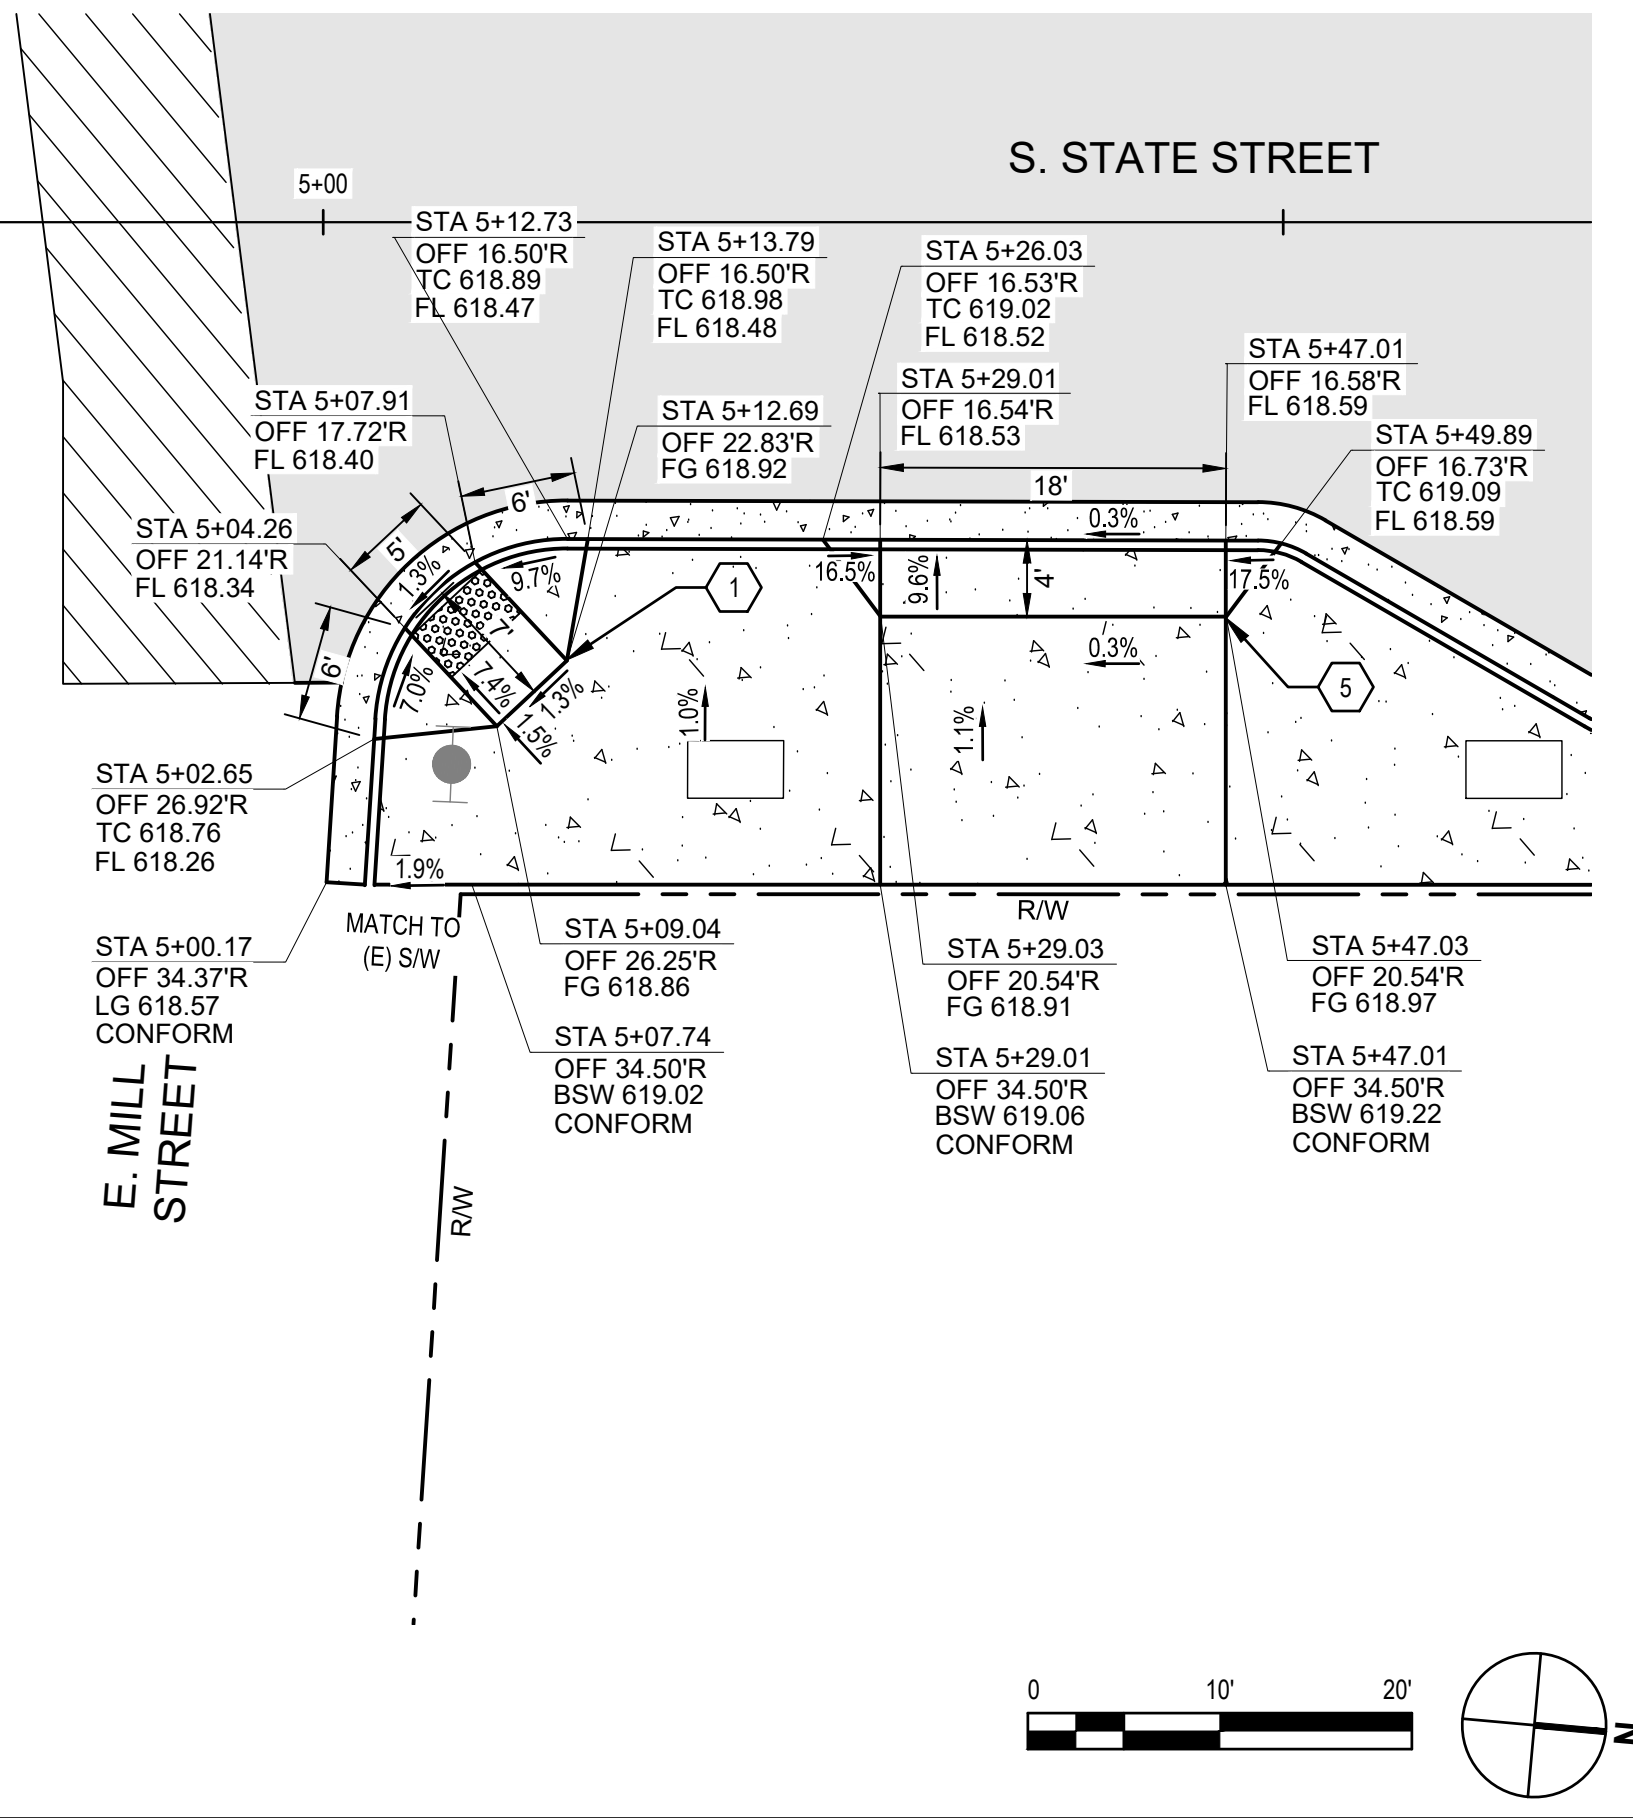 S. STATE STREET
5+00
STA 5+12.73
OFF 16.50'R
TC 618.89
FL 618.47
STA 5+13.79
OFF 16.50'R
TC 618.98
FL 618.48
STA 5+26.03
OFF 16.53'R
TC 619.02
FL 618.52
STA 5+47.01
OFF 16.58'R
FL 618.59
STA 5+29.01
OFF 16.54'R
FL 618.53
STA 5+07.91
OFF 17.72'R
FL 618.40
STA 5+12.69
OFF 22.83'R
FG 618.92
STA 5+49.89
OFF 16.73'R
TC 619.09
FL 618.59
STA 5+04.26
OFF 21.14'R
FL 618.34
6'
18'
5'
0.3%
1.3%
9.7%
16.5%
9.6%
4'
17.5%
1
7'
6'
7.0%
7.4%
1.3%
1.5%
0.3%
5
1.0%
1.1%
STA 5+02.65
OFF 26.92'R
TC 618.76
FL 618.26
1.9%
MATCH TO
(E) S/W
R/W
STA 5+00.17
OFF 34.37'R
LG 618.57
CONFORM
STA 5+09.04
OFF 26.25'R
FG 618.86
STA 5+29.03
OFF 20.54'R
FG 618.91
STA 5+47.03
OFF 20.54'R
FG 618.97
STA 5+07.74
OFF 34.50'R
BSW 619.02
CONFORM
STA 5+29.01
OFF 34.50'R
BSW 619.06
CONFORM
STA 5+47.01
OFF 34.50'R
BSW 619.22
CONFORM
E. MILL
STREET
R/W
0 10' 20'
N